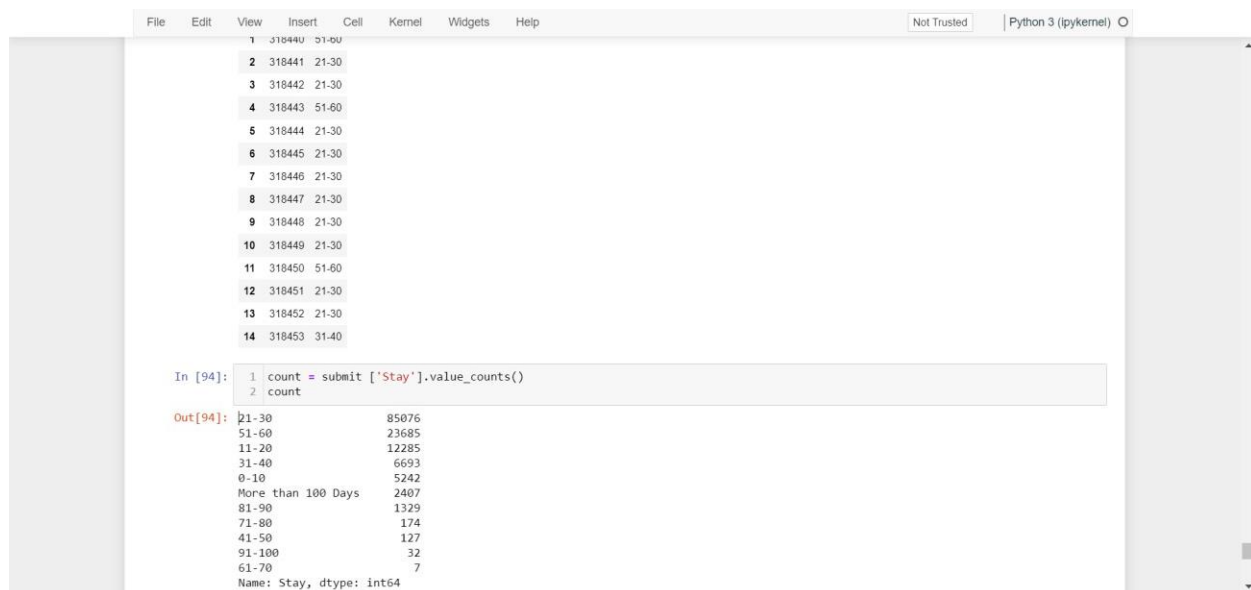 File Edit View Insert Cell Kernel Widgets Help Not Trusted Python 3 (ipykernel)
1 318440 51-60
2 318441 21-30
3 318442 21-30
4 318443 51-60
5 318444 21-30
6 318445 21-30
7 318446 21-30
8 318447 21-30
9 318448 21-30
10 318449 21-30
11 318450 51-60
12 318451 21-30
13 318452 21-30
14 318453 31-40
In [94]: 1 count = submit ['Stay'].value_counts()
2 count
Out[94]: 21-30 85076
51-60 23685
11-20 12285
31-40 6693
0-10 5242
More than 100 Days 2407
81-90 1329
71-80 174
41-50 127
91-100 32
61-70 7
Name: Stay, dtype: int64